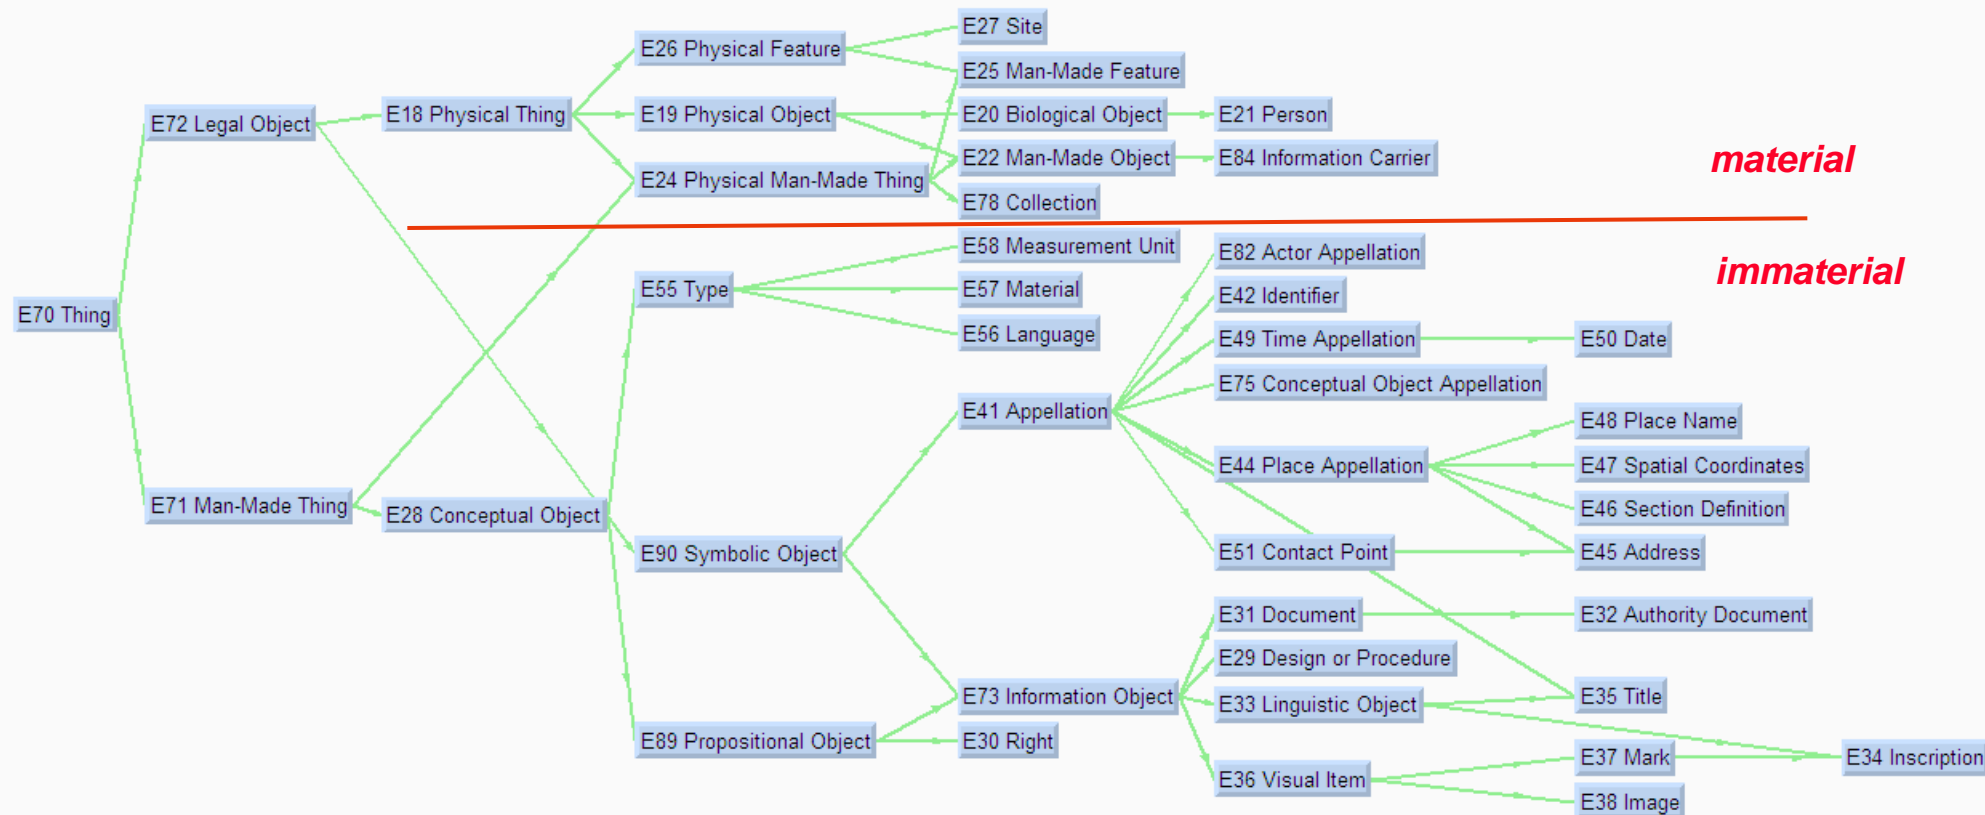 E27 Site
E26 Physical Feature
E25 Man-Made Feature
E72 Legal Object
E18 Physical Thing
E19 Physical Object
E20 Biological Object
E21 Person
E22 Man-Made Object
E84 Information Carrier
material
E24 Physical Man-Made Thing
E78 Collection
E58 Measurement Unit
E82 Actor Appellation
immaterial
E55 Type
E57 Material
E42 Identifier
E70 Thing
E56 Language
E49 Time Appellation
E50 Date
E75 Conceptual Object Appellation
E41 Appellation
E48 Place Name
E44 Place Appellation
E47 Spatial Coordinates
E71 Man-Made Thing
E28 Conceptual Object
E46 Section Definition
E90 Symbolic Object
E51 Contact Point
E45 Address
E31 Document
E32 Authority Document
E29 Design or Procedure
E73 Information Object
E33 Linguistic Object
E35 Title
E89 Propositional Object
E30 Right
E37 Mark
E34 Inscription
E36 Visual Item
E38 Image